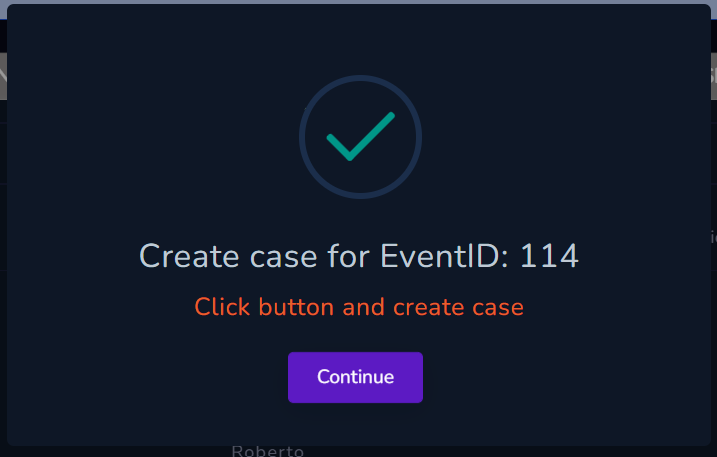 Create case for EventID: 114
Click button and create case
Continue
Roberto